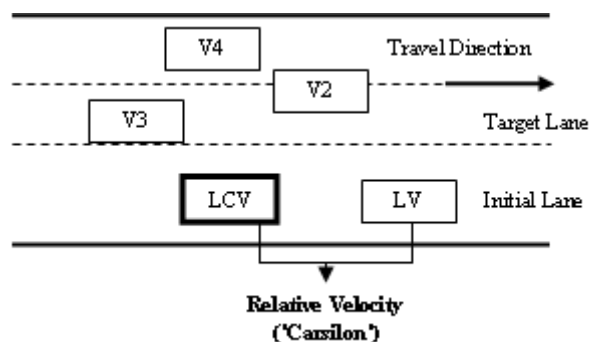 V4
Travel Direction
V2
V3
Target Lane
LCV
LV
Initial Lane
Relative Velocity
('Carsilon')